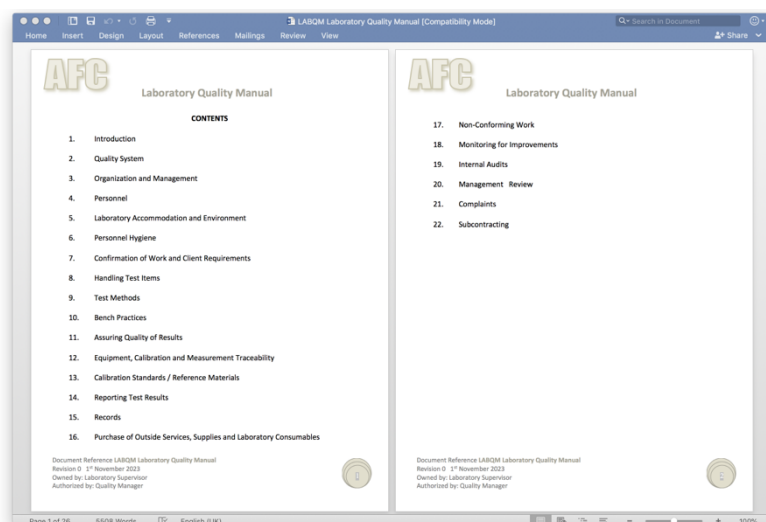 LABQM Laboratory Quality Manual [Compatibility Mode]
Search in Document
Home Insert Design Layout References Mailings Review View
Share
AFC
Laboratory Quality Manual
CONTENTS
1. Introduction
2. Quality System
3. Organization and Management
4. Personnel
5. Laboratory Accommodation and Environment
6. Personnel Hygiene
7. Confirmation of Work and Client Requirements
8. Handling Test Items
9. Test Methods
10. Bench Practices
11. Assuring Quality of Results
12. Equipment, Calibration and Measurement Traceability
13. Calibration Standards / Reference Materials
14. Reporting Test Results
15. Records
16. Purchase of Outside Services, Supplies and Laboratory Consumables
Document Reference LABQM Laboratory Quality Manual
Revision 0 1st November 2023
Owned by: Laboratory Supervisor
Authorized by: Quality Manager
AFC
Laboratory Quality Manual
17. Non-Conforming Work
18. Monitoring for Improvements
19. Internal Audits
20. Management Review
21. Complaints
22. Subcontracting
Document Reference LABQM Laboratory Quality Manual
Revision 0 1st November 2023
Owned by: Laboratory Supervisor
Authorized by: Quality Manager
Page 1 of 26 5508 Words English (UK) 100%